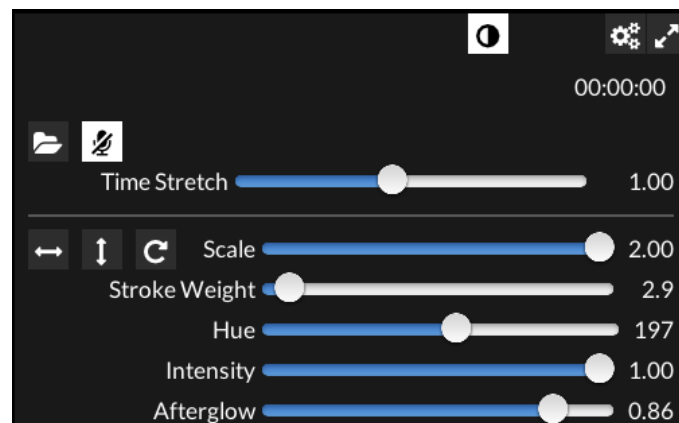 00:00:00
Time Stretch 1.00
Scale 2.00
Stroke Weight 2.9
Hue 197
Intensity 1.00
Afterglow 0.86